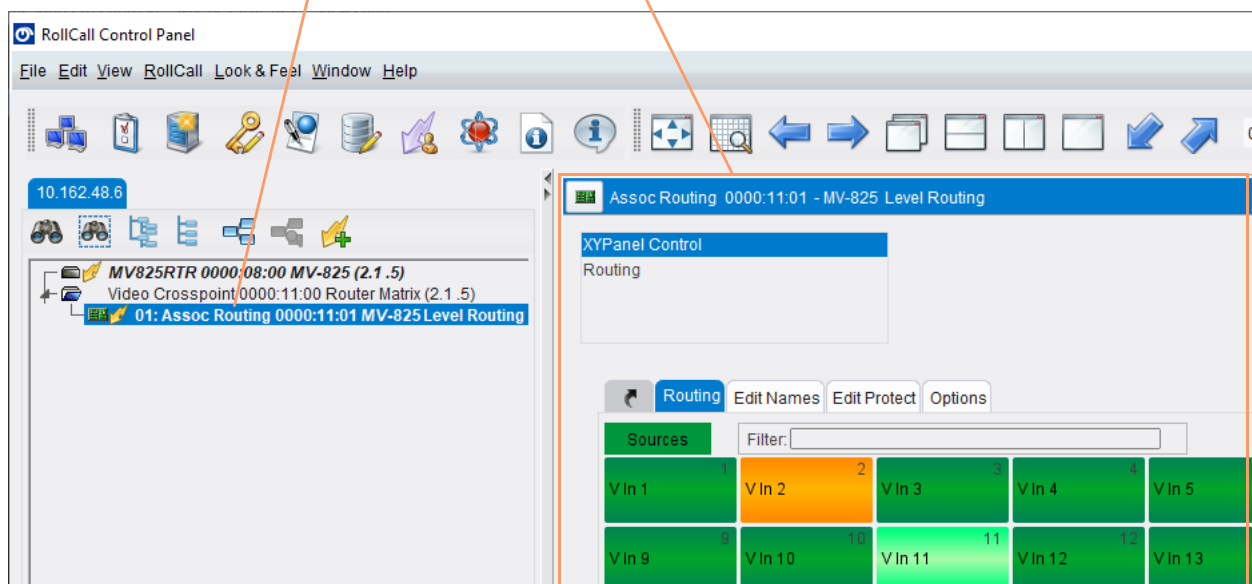 RollCall Control Panel
File Edit View RollCall Look & Feel Window Help
10.162.48.6
MV825RTR 0000:08:00 MV-825 (2.1 .5)
Video Crosspoint 0000:11:00 Router Matrix (2.1 .5)
01: Assoc Routing 0000:11:01 MV-825 Level Routing
Assoc Routing 0000:11:01 - MV-825 Level Routing
XYPanel Control
Routing
Routing Edit Names Edit Protect Options
Sources Filter:
1 2 3 4
V In 1 V In 2 V In 3 V In 4 V In 5
9 10 11 12
V In 9 V In 10 V In 11 V In 12 V In 13